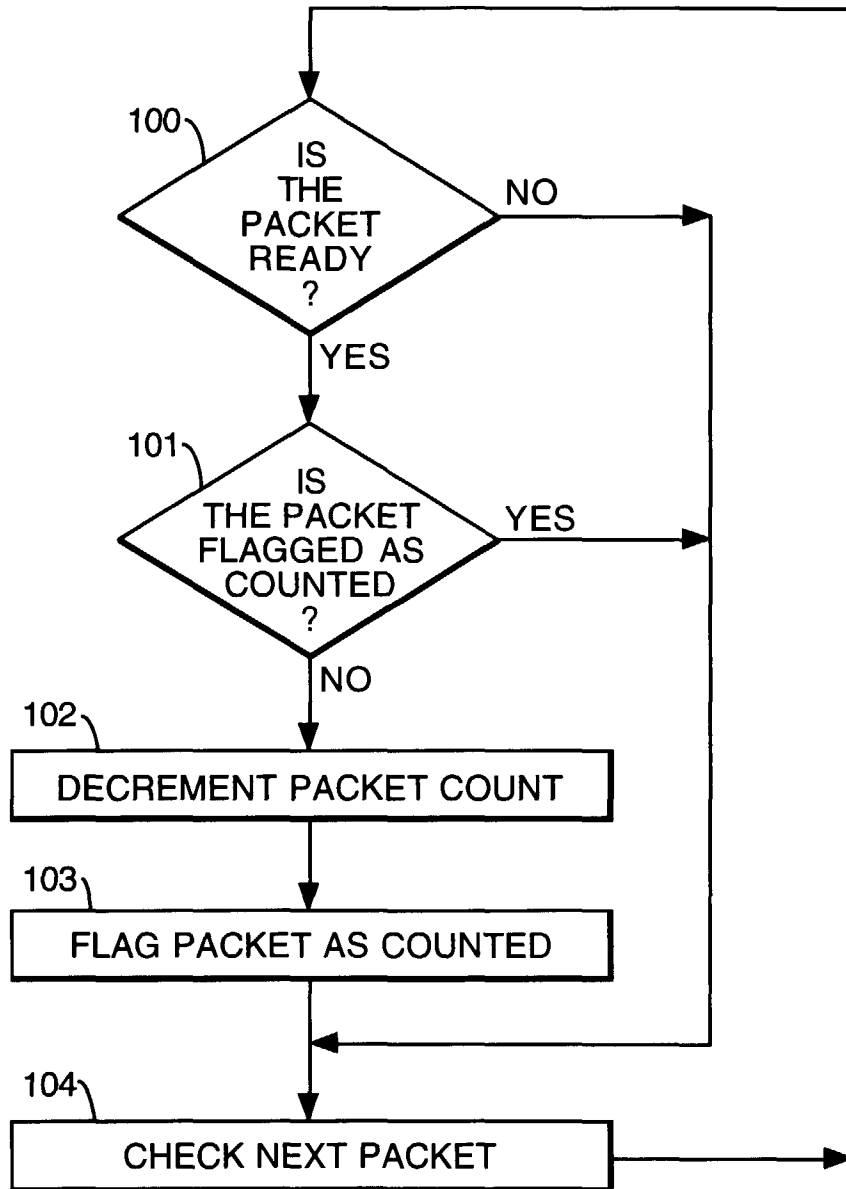 100
IS
THE
PACKET
READY
?
NO
YES
101
IS
THE PACKET
FLAGGED AS
COUNTED
?
YES
NO
102
DECREMENT PACKET COUNT
103
FLAG PACKET AS COUNTED
104
CHECK NEXT PACKET